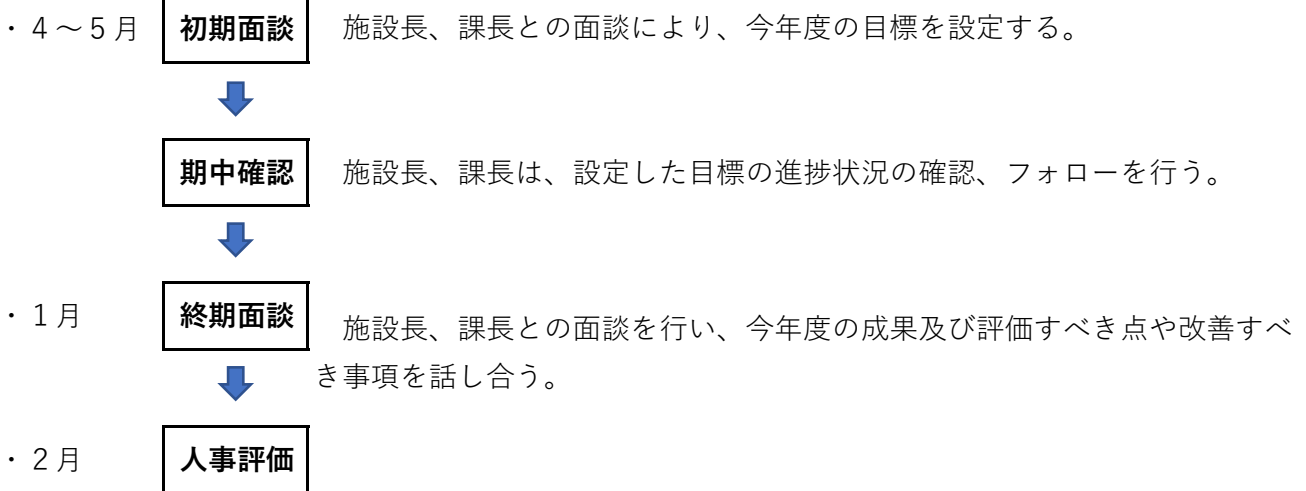 ・４～５月 初期面談 施設長、課長との面談により、今年度の目標を設定する。
期中確認 施設長、課長は、設定した目標の進捗状況の確認、フォローを行う。
・１月 終期面談 施設長、課長との面談を行い、今年度の成果及び評価すべき点や改善すべ
き事項を話し合う。
・２月 人事評価